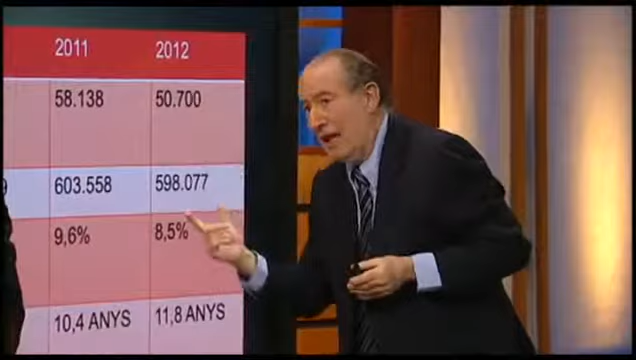 2011 2012
58.138 50.700
603.558 598.077
9,6% 8,5%
10,4 ANYS 11,8 ANYS